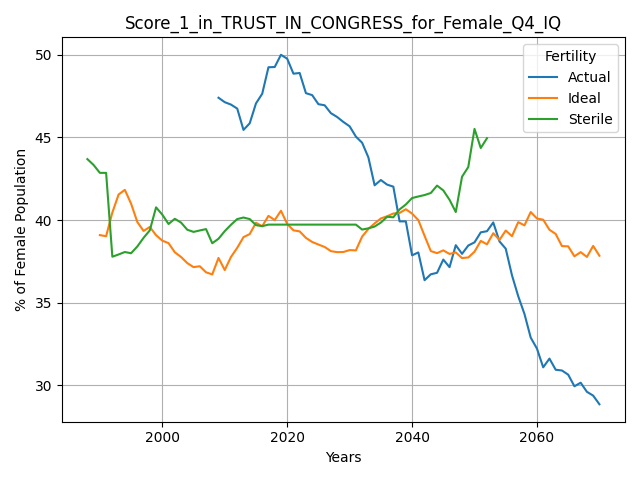 Score_1_in_TRUST_IN_CONGRESS_for_Female_Q4_IQ
Fertility
Actual
Ideal
Sterile
% of Female Population
50
45
40
35
30
2000
2020
2040
2060
Years